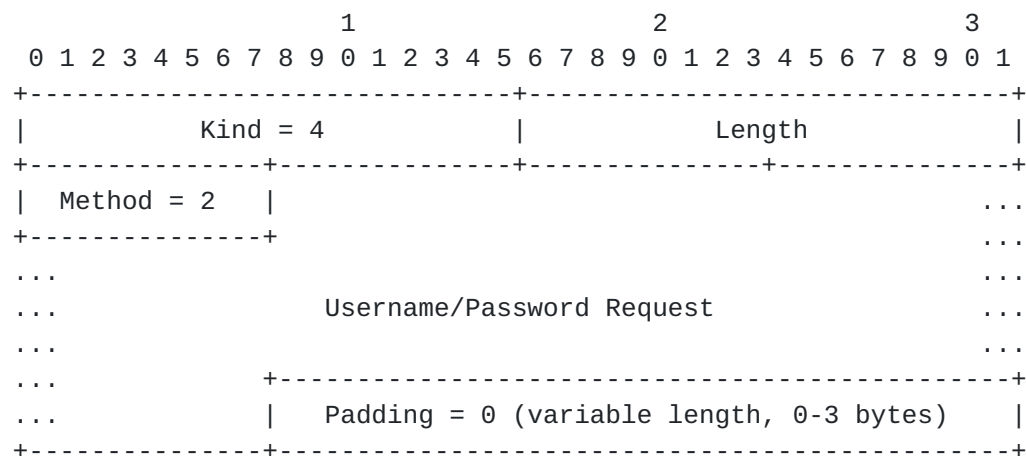 1                   2                   3
 0 1 2 3 4 5 6 7 8 9 0 1 2 3 4 5 6 7 8 9 0 1 2 3 4 5 6 7 8 9 0 1
+-------------------------------+-------------------------------+
|           Kind = 4            |            Length             |
+---------------+---------------+---------------+---------------+
|  Method = 2   |                                             ...
+---------------+                                             ...
...                                                           ...
...                 Username/Password Request                 ...
...                                                           ...
...             +-----------------------------------------------+
...             |   Padding = 0 (variable length, 0-3 bytes)    |
+---------------+-----------------------------------------------+